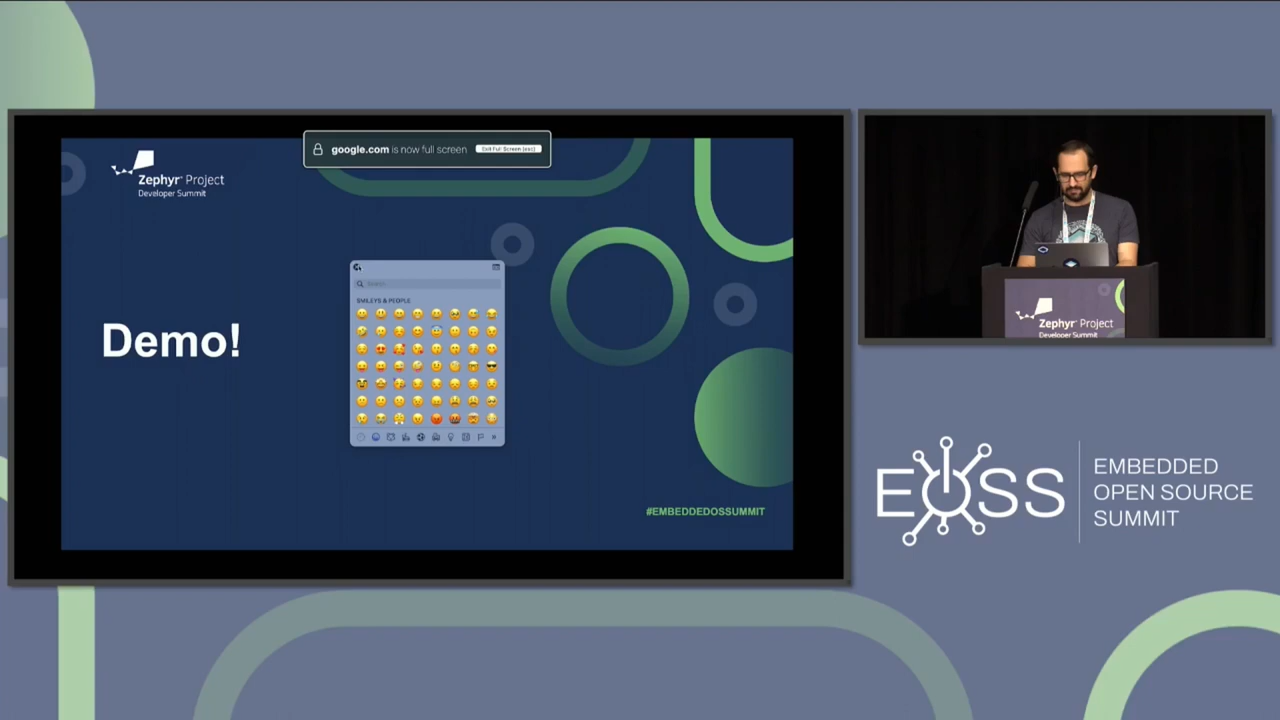 google.com is now full screen
Exit Full Screen (esc)
Zephyr® Project
Developer Summit
Search
SMILEYS & PEOPLE
Demo!
#EMBEDDEDOSSUMMIT
Zephyr® Project
Developer Summit
EOSS
EMBEDDED
OPEN SOURCE
SUMMIT